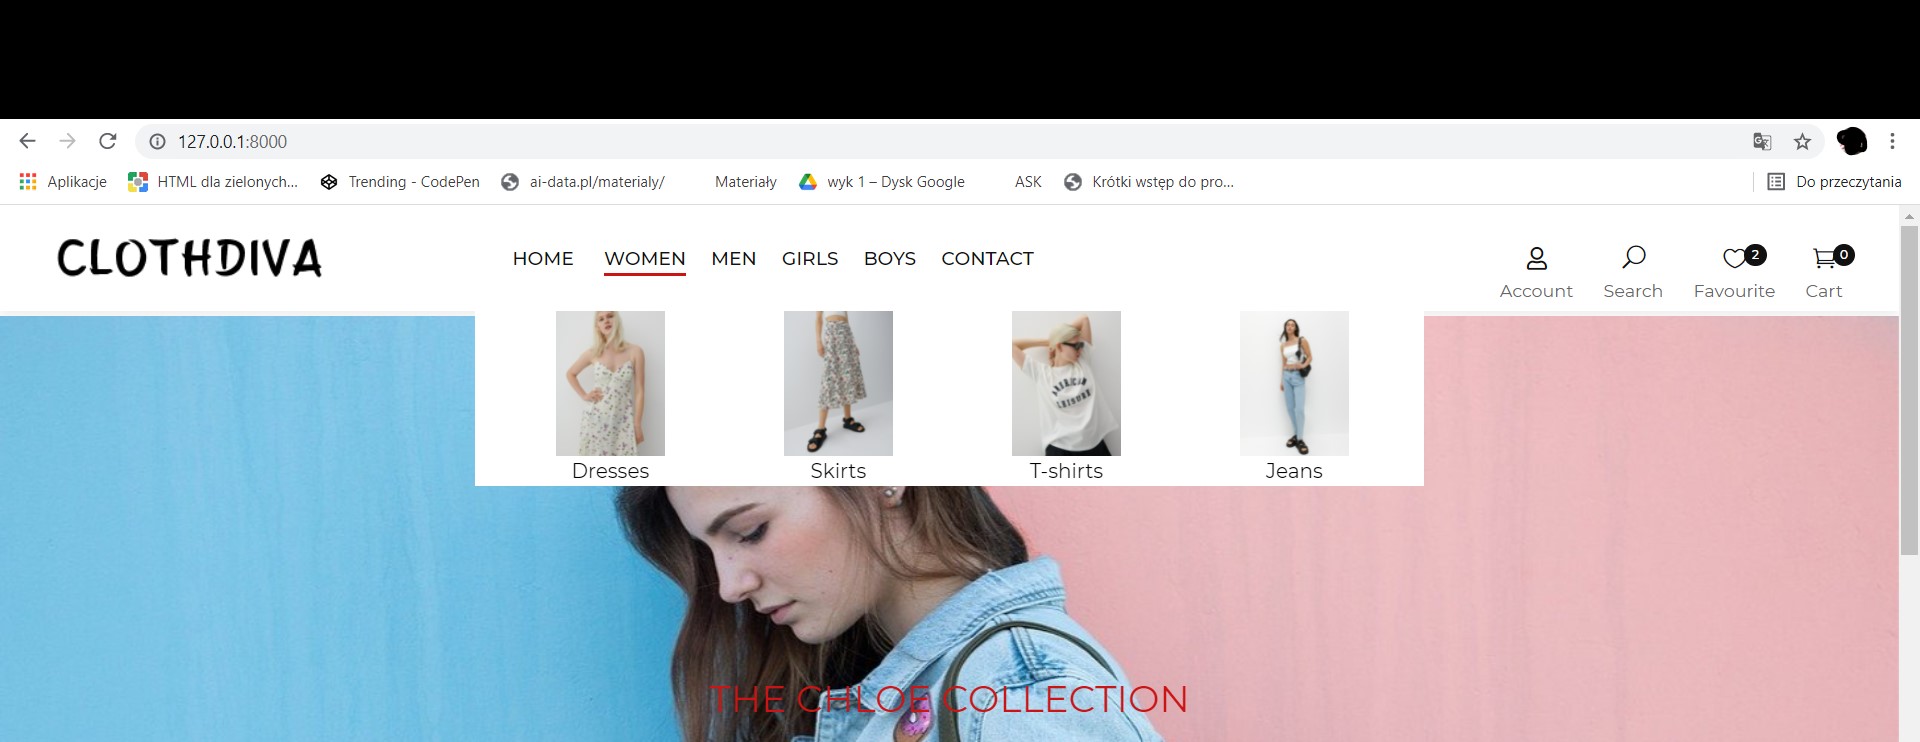 127.0.0.1:8000
Aplikacje HTML dla zielonych... Trending - CodePen ai-data.pl/materialy/ Materiały wyk 1 – Dysk Google ASK Krótki wstęp do pro... Do przeczytania
CLOTHDIVA
HOME WOMEN MEN GIRLS BOYS CONTACT
2 0
Account Search Favourite Cart
AMERICAN
LEISURE
Dresses Skirts T-shirts Jeans
THE CHLOE COLLECTION